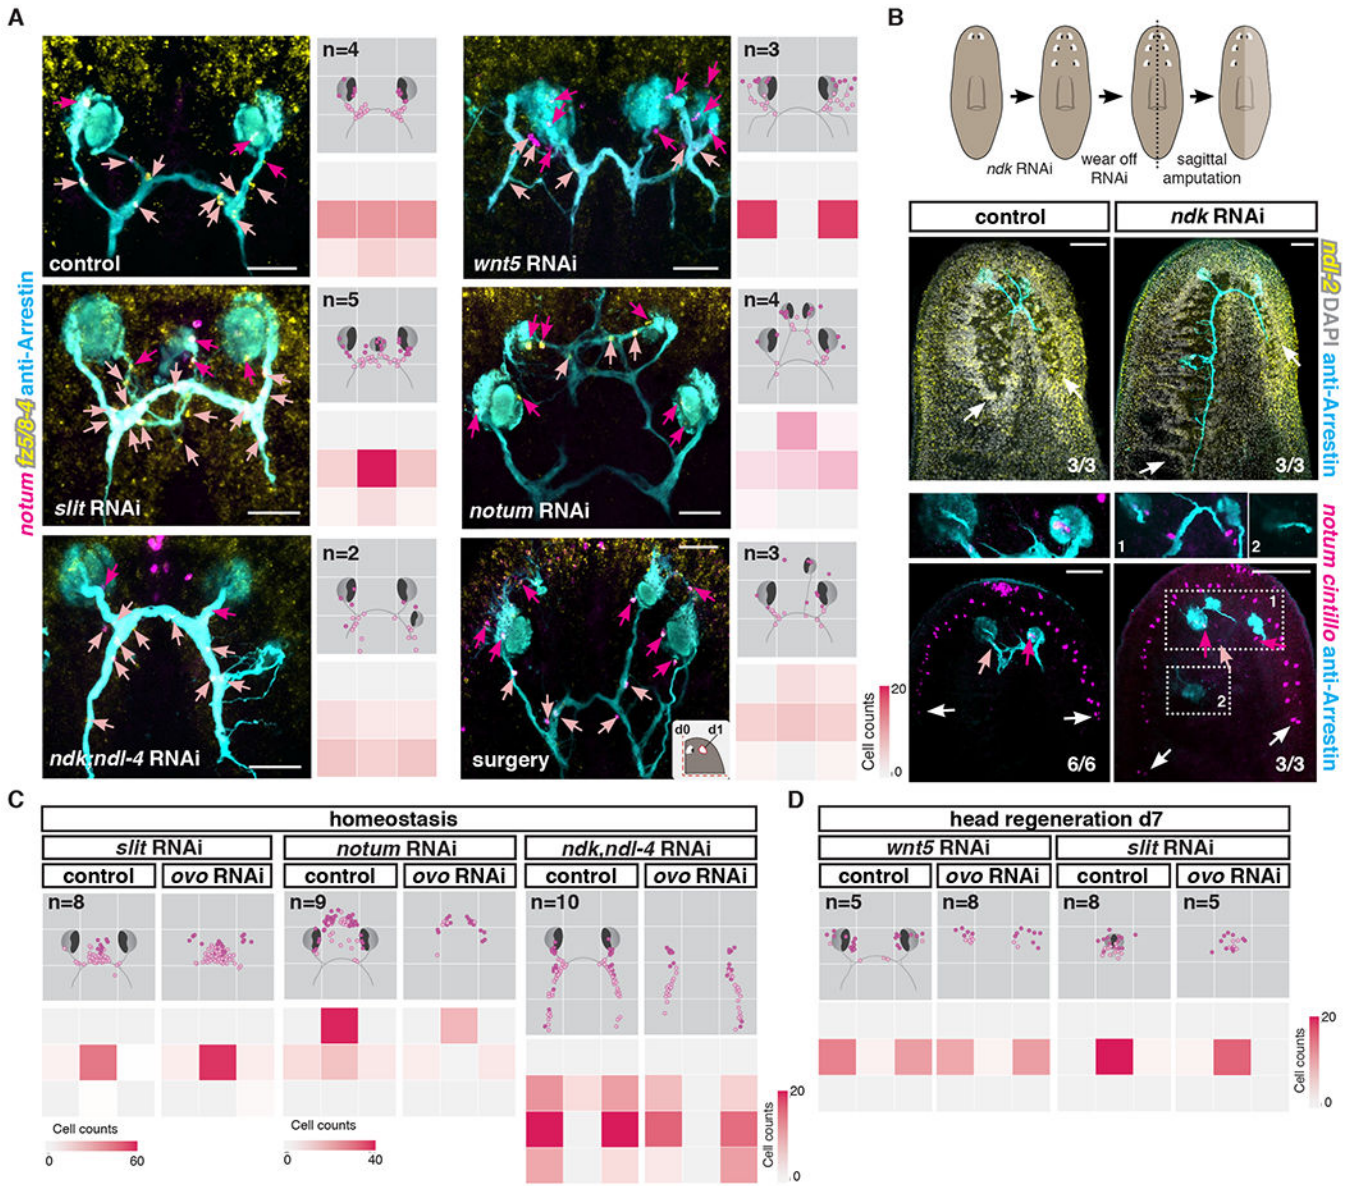 A
n=4
control
n=3
wnt5 RNAi
n=5
slit RNAi
n=4
notum RNAi
n=2
ndk;ndl-4 RNAi
n=3
surgery
d0 d1
notum fz5/8-4 anti-Arrestin
Cell counts
20
0
B
ndk RNAi
wear off
RNAi
sagittal
amputation
control
ndk RNAi
3/3
3/3
ndl-2 DAPI anti-Arrestin
1
2
1
2
6/6
3/3
notum cintillo anti-Arrestin
C
homeostasis
slit RNAi
notum RNAi
ndk,ndl-4 RNAi
control
ovo RNAi
control
ovo RNAi
control
ovo RNAi
n=8
n=9
n=10
Cell counts
0
60
Cell counts
0
40
Cell counts
20
0
D
head regeneration d7
wnt5 RNAi
slit RNAi
control
ovo RNAi
control
ovo RNAi
n=5
n=8
n=8
n=5
Cell counts
20
0